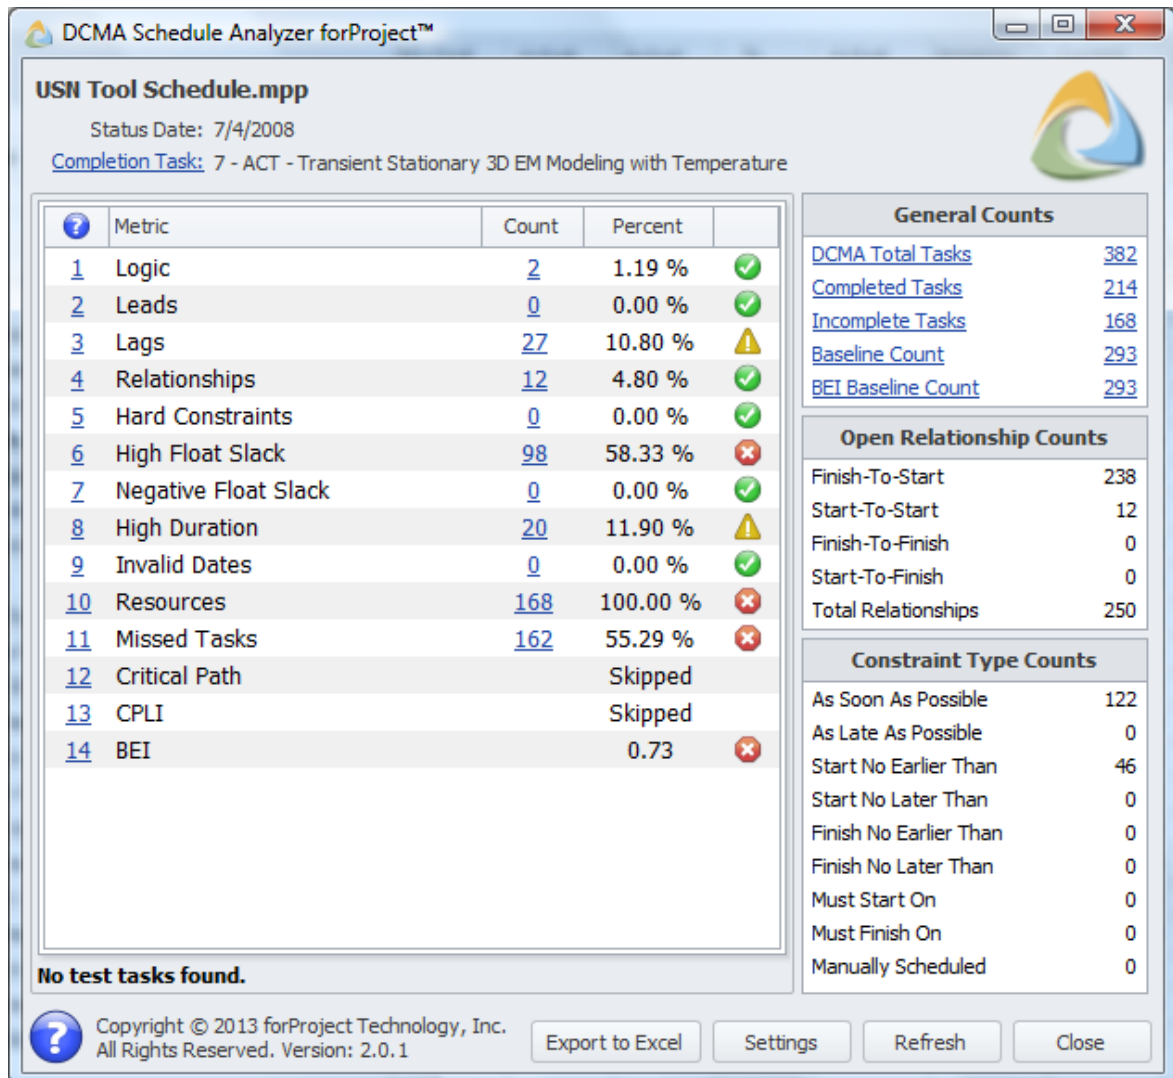 DCMA Schedule Analyzer forProject™
USN Tool Schedule.mpp
Status Date: 7/4/2008
Completion Task: 7 - ACT - Transient Stationary 3D EM Modeling with Temperature
? Metric Count Percent
1 Logic 2 1.19 %
2 Leads 0 0.00 %
3 Lags 27 10.80 %
4 Relationships 12 4.80 %
5 Hard Constraints 0 0.00 %
6 High Float Slack 98 58.33 %
7 Negative Float Slack 0 0.00 %
8 High Duration 20 11.90 %
9 Invalid Dates 0 0.00 %
10 Resources 168 100.00 %
11 Missed Tasks 162 55.29 %
12 Critical Path Skipped
13 CPLI Skipped
14 BEI 0.73
No test tasks found.
General Counts
DCMA Total Tasks 382
Completed Tasks 214
Incomplete Tasks 168
Baseline Count 293
BEI Baseline Count 293
Open Relationship Counts
Finish-To-Start 238
Start-To-Start 12
Finish-To-Finish 0
Start-To-Finish 0
Total Relationships 250
Constraint Type Counts
As Soon As Possible 122
As Late As Possible 0
Start No Earlier Than 46
Start No Later Than 0
Finish No Earlier Than 0
Finish No Later Than 0
Must Start On 0
Must Finish On 0
Manually Scheduled 0
? Copyright © 2013 forProject Technology, Inc.
All Rights Reserved. Version: 2.0.1
Export to Excel Settings Refresh Close